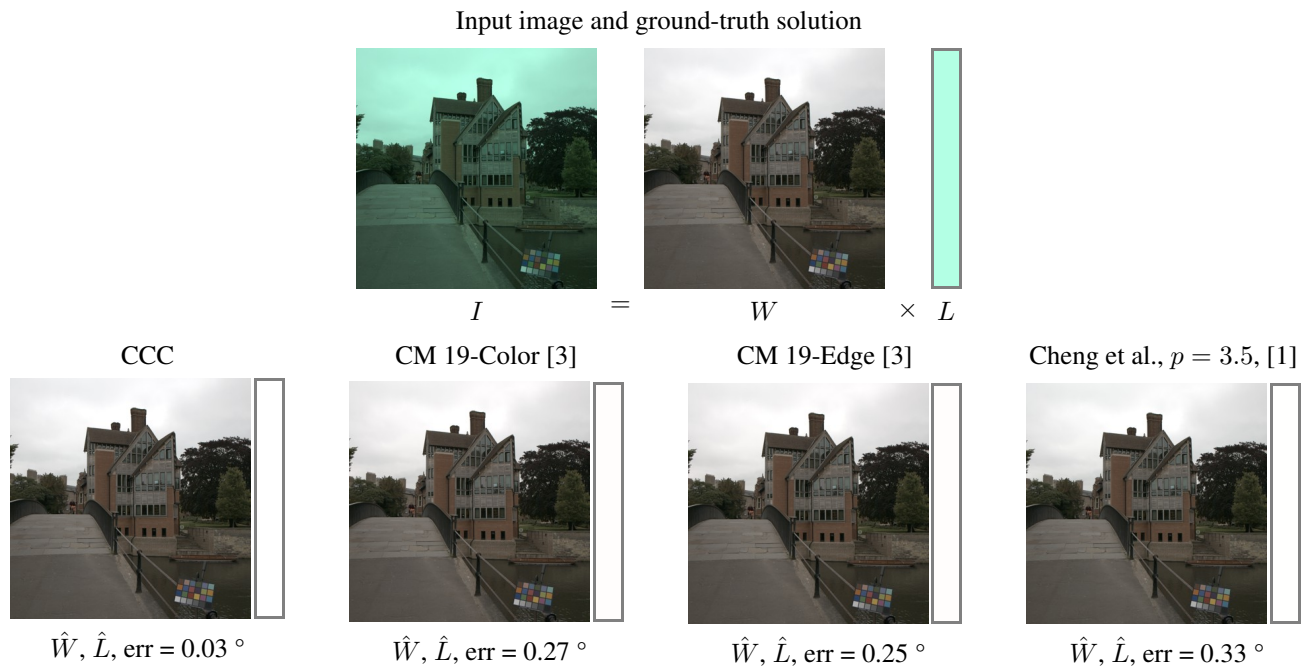 Input image and ground-truth solution
I = W × L
CCC
CM 19-Color [3]
CM 19-Edge [3]
Cheng et al., p = 3.5, [1]
Ŵ, L̂, err = 0.03 °
Ŵ, L̂, err = 0.27 °
Ŵ, L̂, err = 0.25 °
Ŵ, L̂, err = 0.33 °